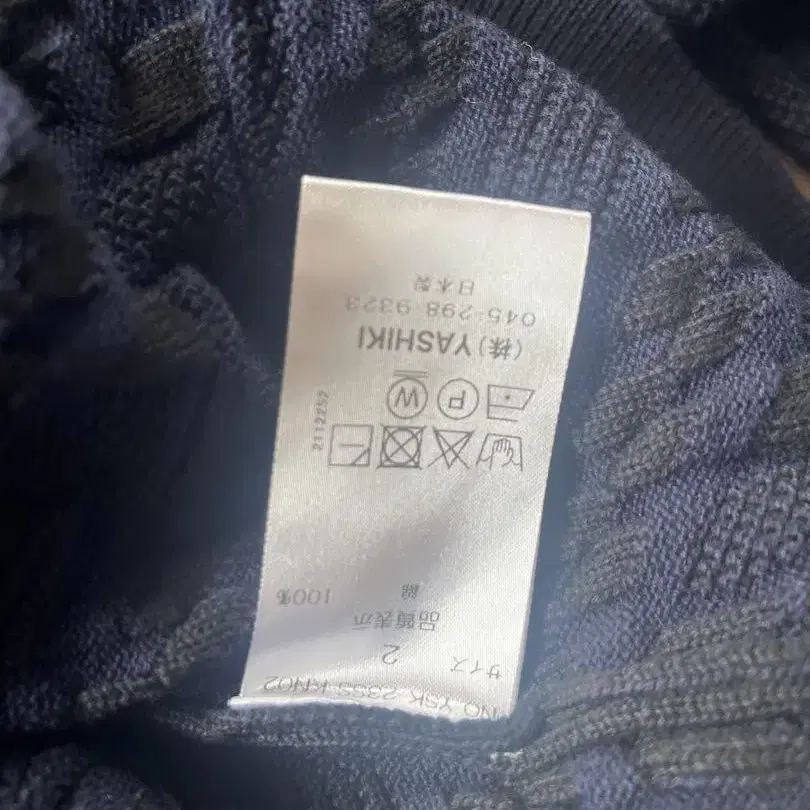 NO YSK-23SS KN02
サイズ 2
品質表示
綿 100%
2112252
(株) YASHIKI
045-298-9323
日本製